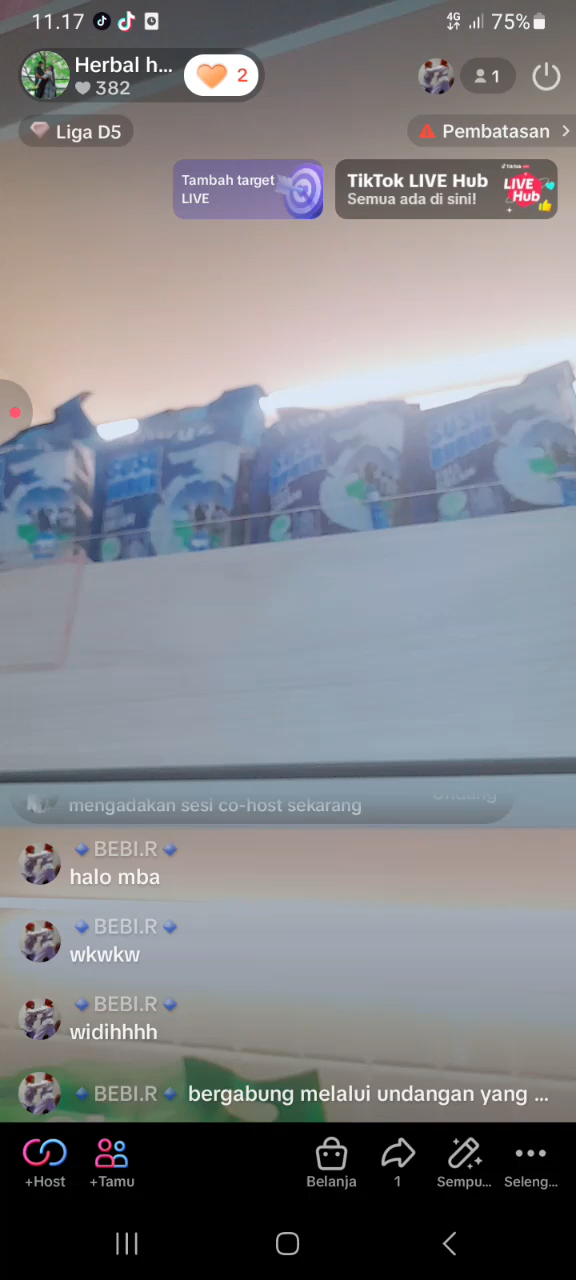 11.17
4G
75%
Herbal h...
382
2
1
Liga D5
Pembatasan
Tambah target
LIVE
TikTok LIVE Hub
Semua ada di sini!
LIVE
Hub
mengadakan sesi co-host sekarang
Undang
BEBI.R
halo mba
BEBI.R
wkwkw
BEBI.R
widihhhh
BEBI.R bergabung melalui undangan yang ...
+Host
+Tamu
Belanja
1
Sempu...
Seleng...